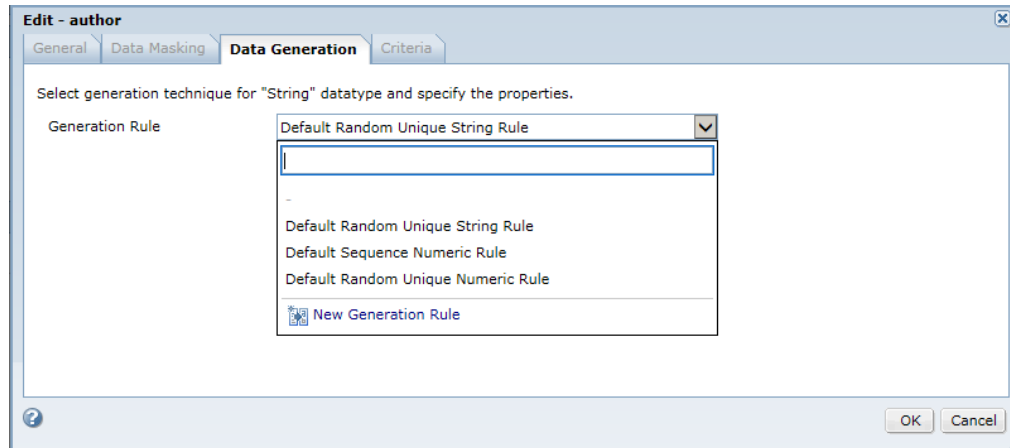 Edit - author
General Data Masking Data Generation Criteria
Select generation technique for "String" datatype and specify the properties.
Generation Rule Default Random Unique String Rule
-
Default Random Unique String Rule
Default Sequence Numeric Rule
Default Random Unique Numeric Rule
New Generation Rule
? OK Cancel